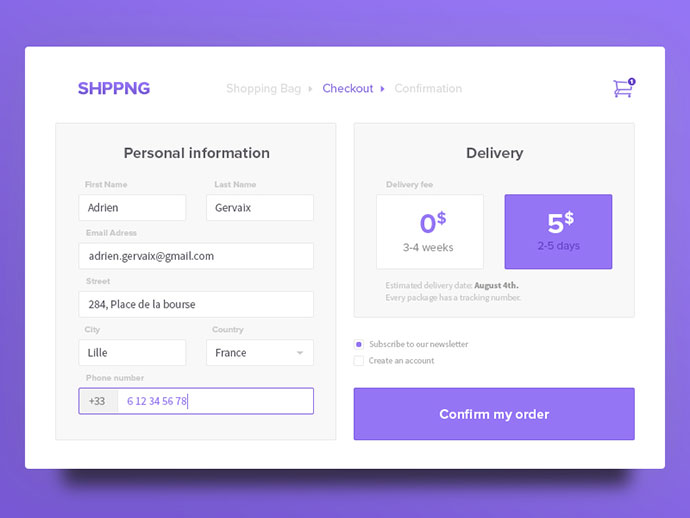 SHPPNG
Shopping Bag Checkout Confirmation
1
Personal information
First Name Last Name
Adrien Gervaix
Email Adress
adrien.gervaix@gmail.com
Street
284, Place de la bourse
City Country
Lille France
Phone number
+33 6 12 34 56 78
Delivery
Delivery fee
0$ 5$
3-4 weeks 2-5 days
Estimated delivery date: August 4th.
Every package has a tracking number.
Subscribe to our newsletter
Create an account
Confirm my order